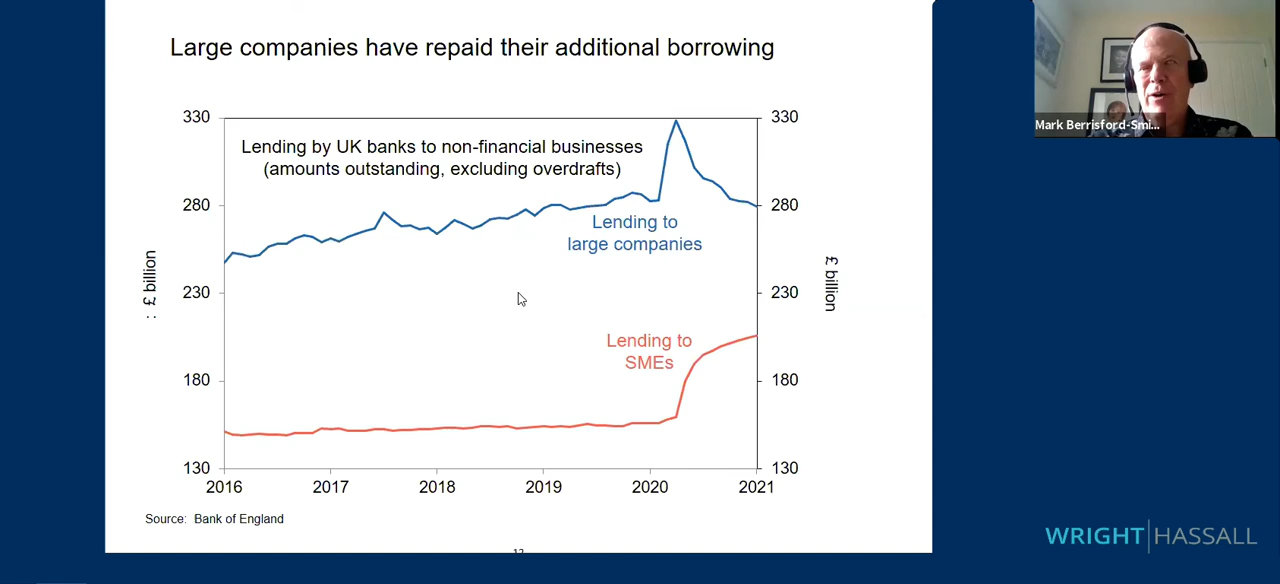 Large companies have repaid their additional borrowing
Mark Berrisford-Smi...
330
330
Lending by UK banks to non-financial businesses
(amounts outstanding, excluding overdrafts)
280
280
Lending to
large companies
: £ billion
£ billion
230
230
Lending to
SMEs
180
180
130
130
2016 2017 2018 2019 2020 2021
Source: Bank of England
WRIGHT|HASSALL